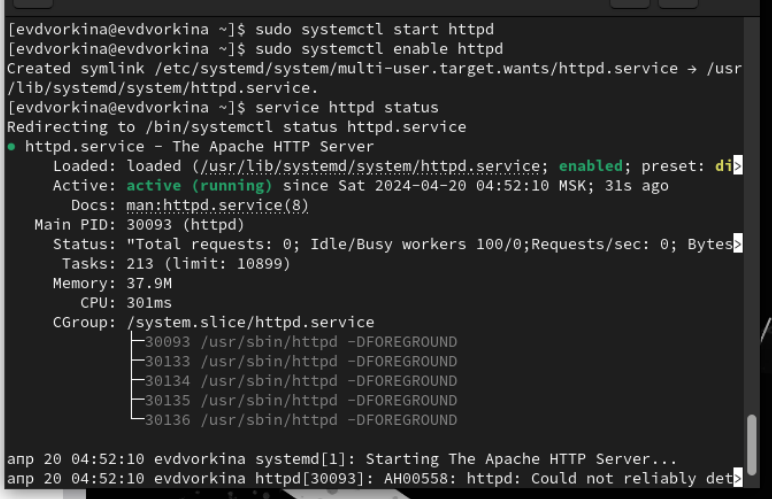 [evdvorkina@evdvorkina ~]$ sudo systemctl start httpd
[evdvorkina@evdvorkina ~]$ sudo systemctl enable httpd
Created symlink /etc/systemd/system/multi-user.target.wants/httpd.service → /usr
/lib/systemd/system/httpd.service.
[evdvorkina@evdvorkina ~]$ service httpd status
Redirecting to /bin/systemctl status httpd.service
● httpd.service - The Apache HTTP Server
Loaded: loaded (/usr/lib/systemd/system/httpd.service; enabled; preset: di>
Active: active (running) since Sat 2024-04-20 04:52:10 MSK; 31s ago
Docs: man:httpd.service(8)
Main PID: 30093 (httpd)
Status: "Total requests: 0; Idle/Busy workers 100/0;Requests/sec: 0; Bytes>
Tasks: 213 (limit: 10899)
Memory: 37.9M
CPU: 301ms
CGroup: /system.slice/httpd.service
├─30093 /usr/sbin/httpd -DFOREGROUND
├─30133 /usr/sbin/httpd -DFOREGROUND
├─30134 /usr/sbin/httpd -DFOREGROUND
├─30135 /usr/sbin/httpd -DFOREGROUND
└─30136 /usr/sbin/httpd -DFOREGROUND
апр 20 04:52:10 evdvorkina systemd[1]: Starting The Apache HTTP Server...
апр 20 04:52:10 evdvorkina httpd[30093]: AH00558: httpd: Could not reliably det>